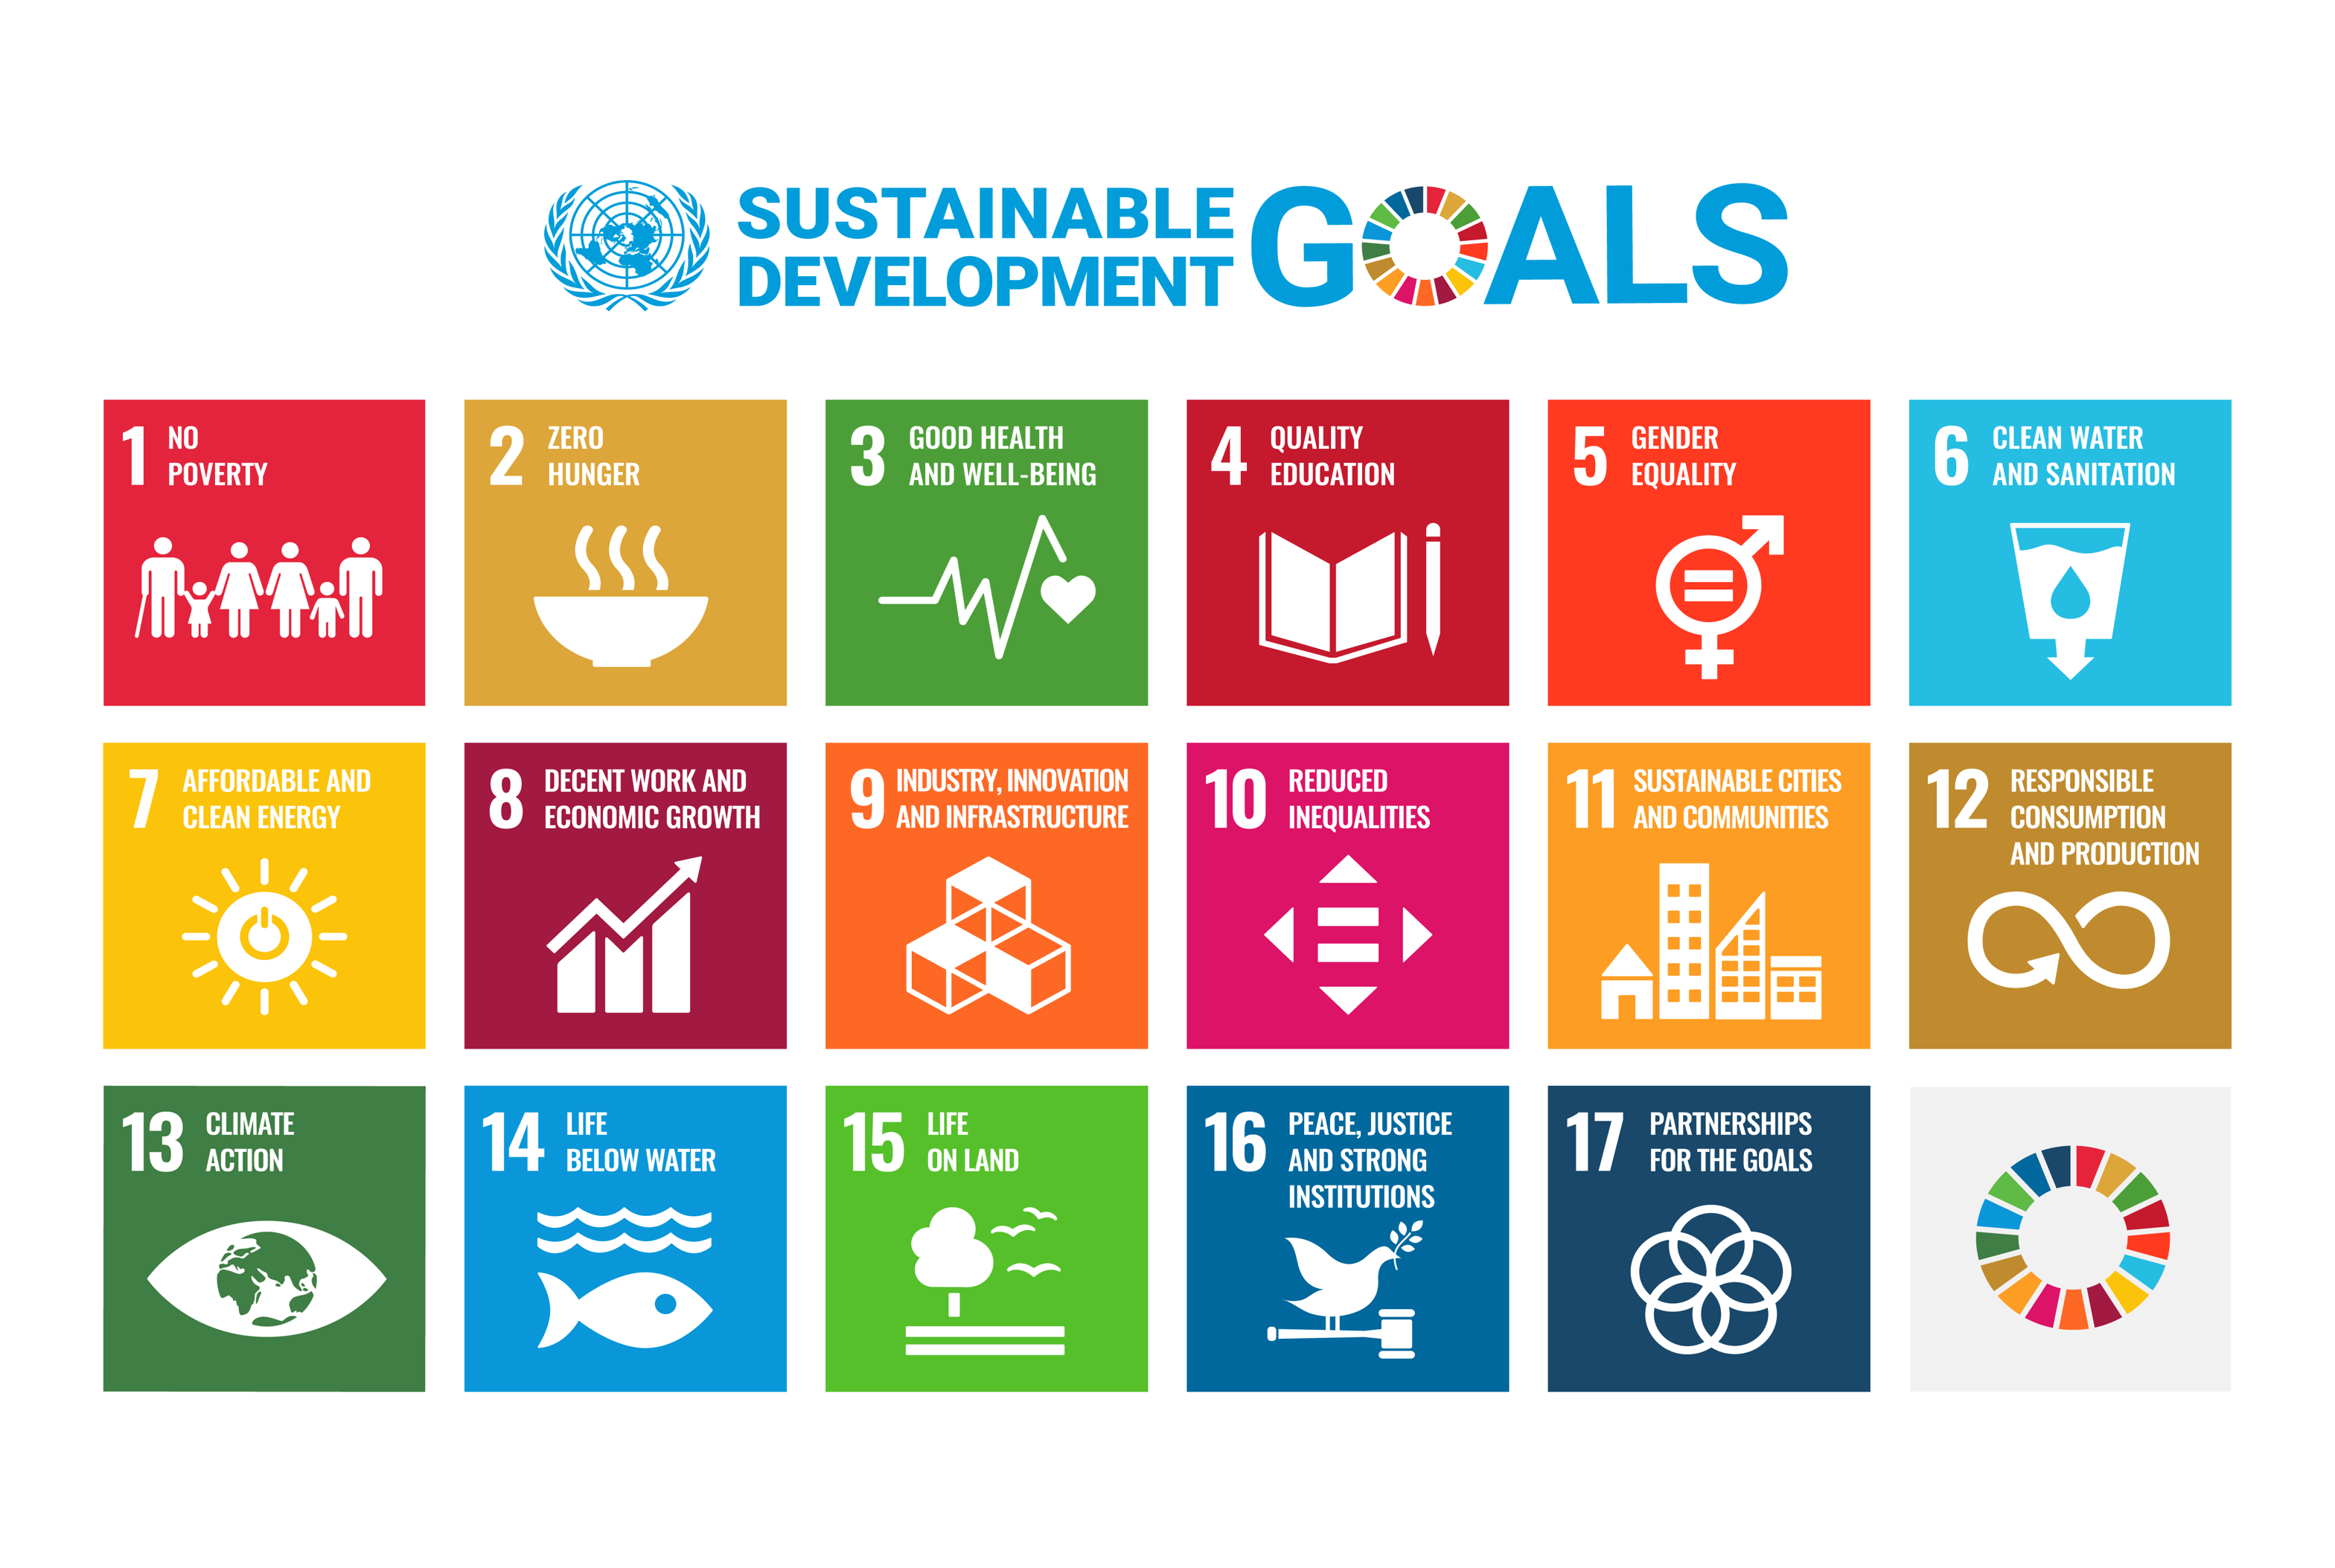 SUSTAINABLE
DEVELOPMENT
GOALS
1 NO
POVERTY
2 ZERO
HUNGER
3 GOOD HEALTH
AND WELL-BEING
4 QUALITY
EDUCATION
5 GENDER
EQUALITY
6 CLEAN WATER
AND SANITATION
7 AFFORDABLE AND
CLEAN ENERGY
8 DECENT WORK AND
ECONOMIC GROWTH
9 INDUSTRY, INNOVATION
AND INFRASTRUCTURE
10 REDUCED
INEQUALITIES
11 SUSTAINABLE CITIES
AND COMMUNITIES
12 RESPONSIBLE
CONSUMPTION
AND PRODUCTION
13 CLIMATE
ACTION
14 LIFE
BELOW WATER
15 LIFE
ON LAND
16 PEACE, JUSTICE
AND STRONG
INSTITUTIONS
17 PARTNERSHIPS
FOR THE GOALS